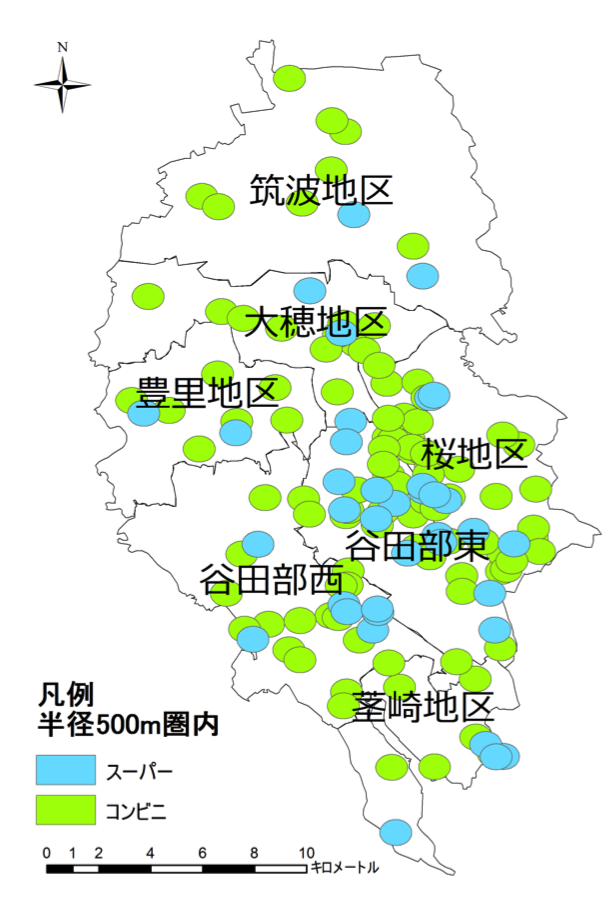 N
筑波地区
大穂地区
豊里地区
桜地区
谷田部東
谷田部西
茎崎地区
凡例
半径500m圏内
スーパー
コンビニ
0 1 2 4 6 8 10
キロメートル